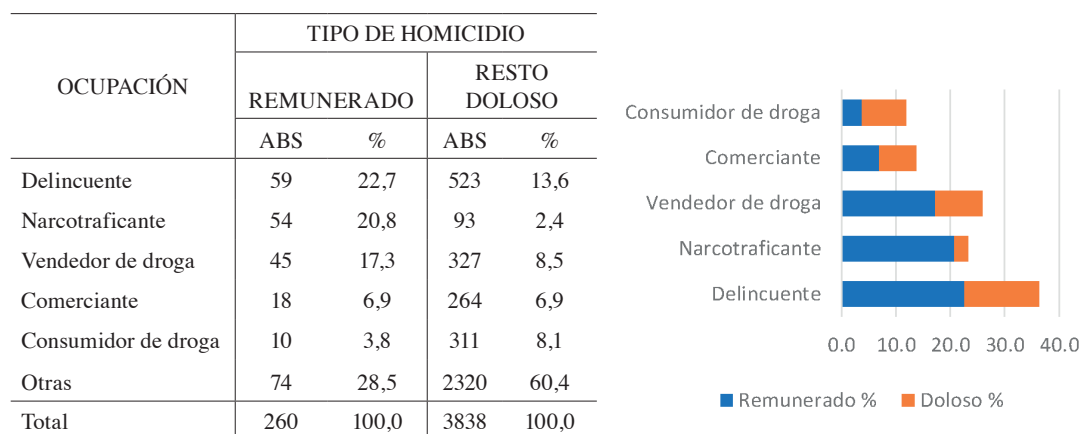 TIPO DE HOMICIDIO
OCUPACIÓN
REMUNERADO
RESTO
DOLOSO
ABS % ABS %
Delincuente 59 22,7 523 13,6
Narcotraficante 54 20,8 93 2,4
Vendedor de droga 45 17,3 327 8,5
Comerciante 18 6,9 264 6,9
Consumidor de droga 10 3,8 311 8,1
Otras 74 28,5 2320 60,4
Total 260 100,0 3838 100,0
Consumidor de droga
Comerciante
Vendedor de droga
Narcotraficante
Delincuente
0.0 10.0 20.0 30.0 40.0
Remunerado % Doloso %